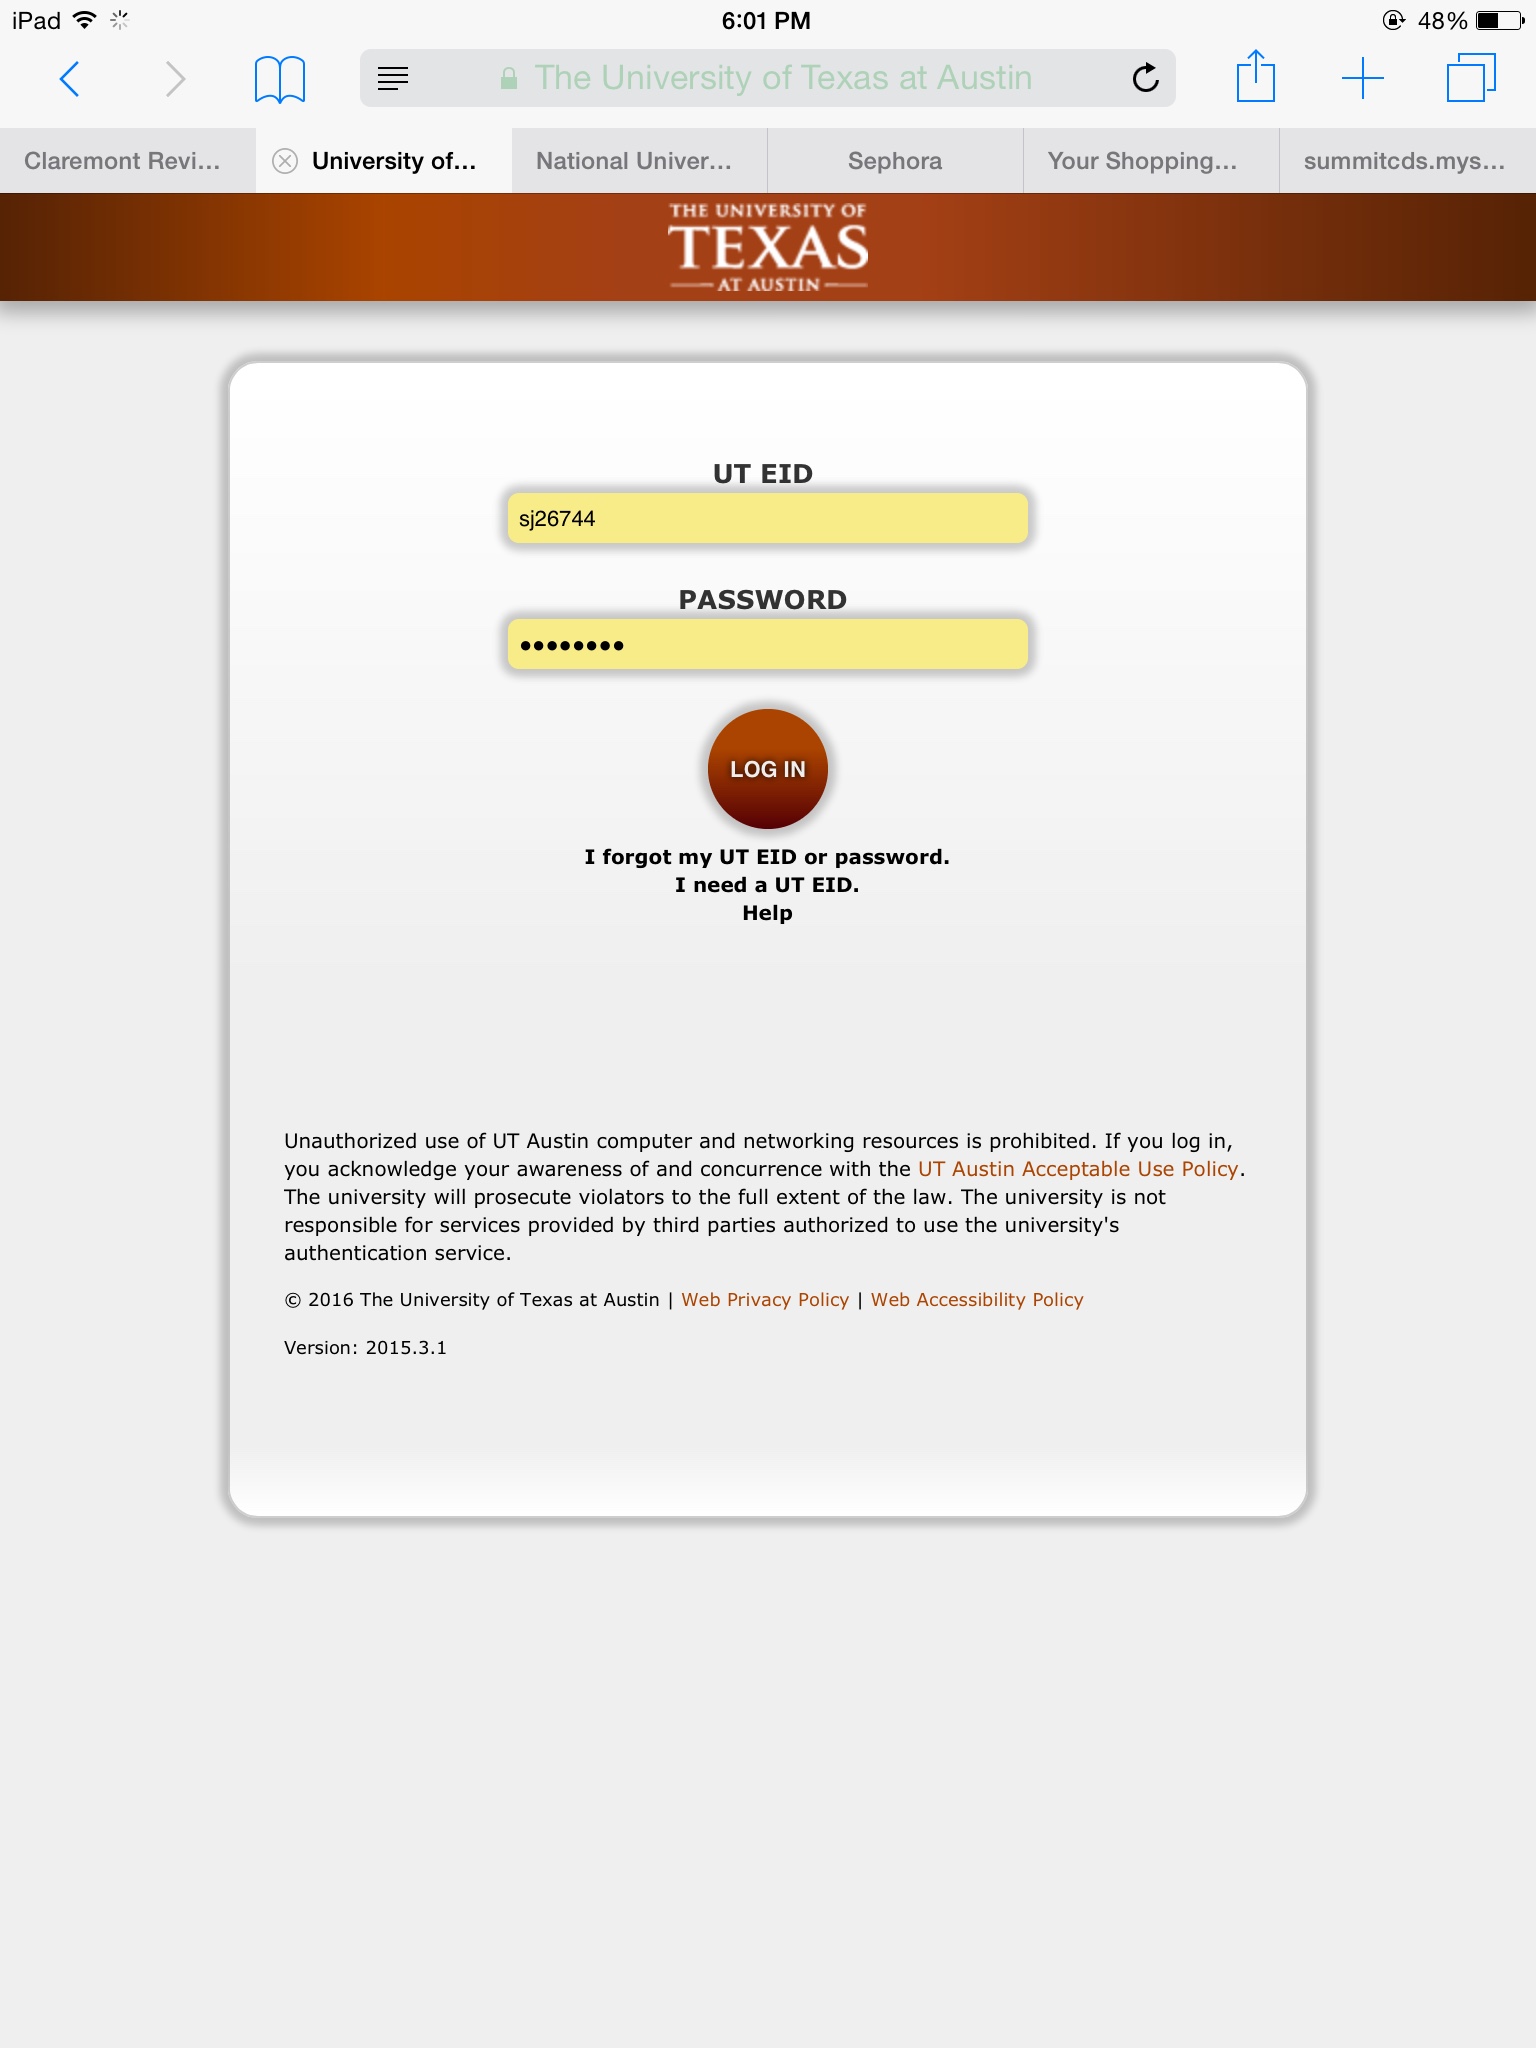 iPad 6:01 PM 48%
The University of Texas at Austin
Claremont Revi... University of... National Univer... Sephora Your Shopping... summitcds.mys...
THE UNIVERSITY OF
TEXAS
AT AUSTIN
UT EID
sj26744
PASSWORD
••••••••
LOG IN
I forgot my UT EID or password.
I need a UT EID.
Help
Unauthorized use of UT Austin computer and networking resources is prohibited. If you log in,
you acknowledge your awareness of and concurrence with the UT Austin Acceptable Use Policy.
The university will prosecute violators to the full extent of the law. The university is not
responsible for services provided by third parties authorized to use the university's
authentication service.
© 2016 The University of Texas at Austin | Web Privacy Policy | Web Accessibility Policy
Version: 2015.3.1